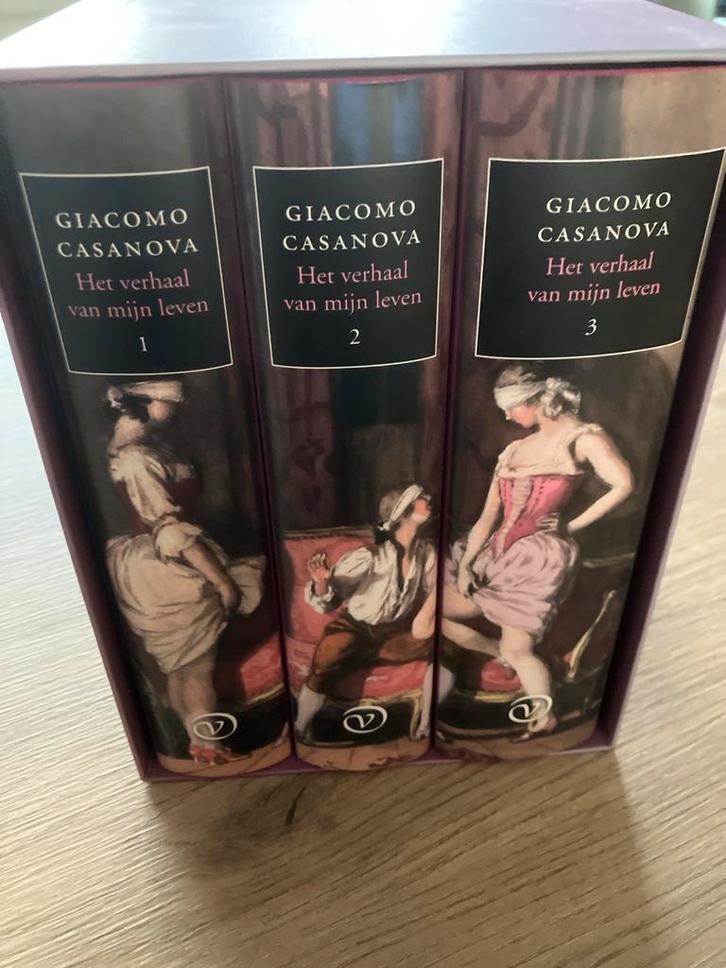 GIACOMO
CASANOVA
Het verhaal
van mijn leven
1
V
GIACOMO
CASANOVA
Het verhaal
van mijn leven
2
V
GIACOMO
CASANOVA
Het verhaal
van mijn leven
3
V